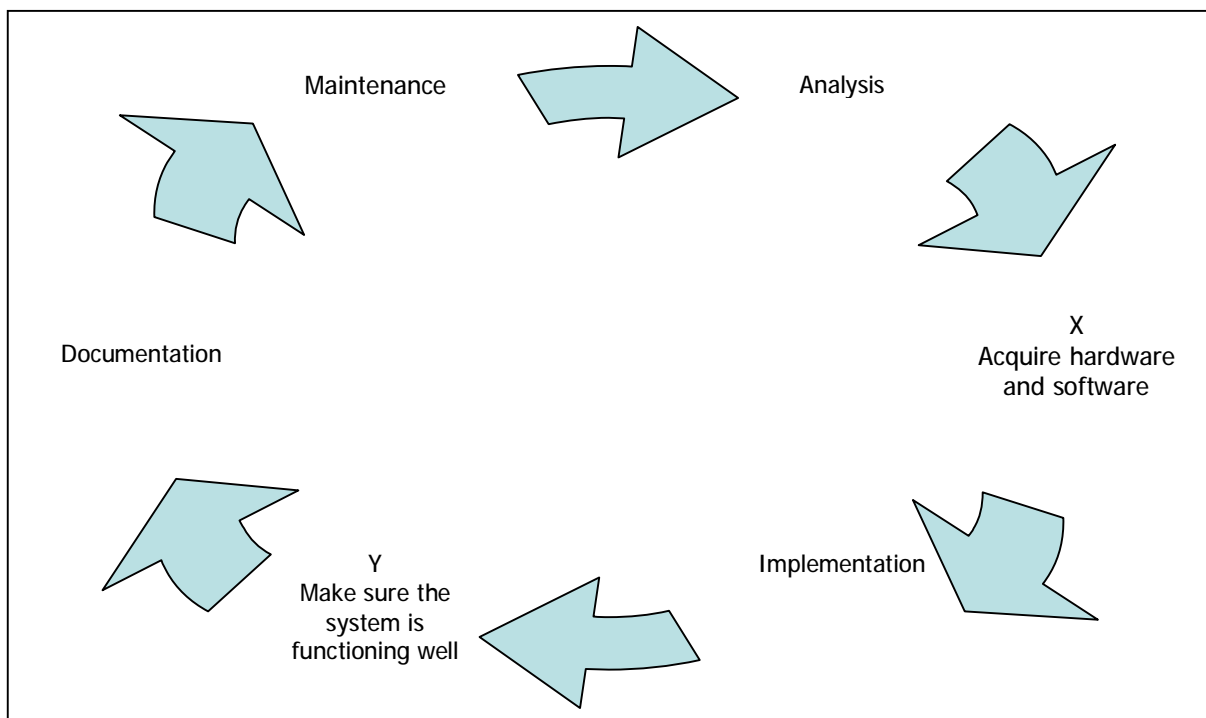 Maintenance
Analysis
X
Acquire hardware
and software
Implementation
Y
Make sure the
system is
functioning well
Documentation